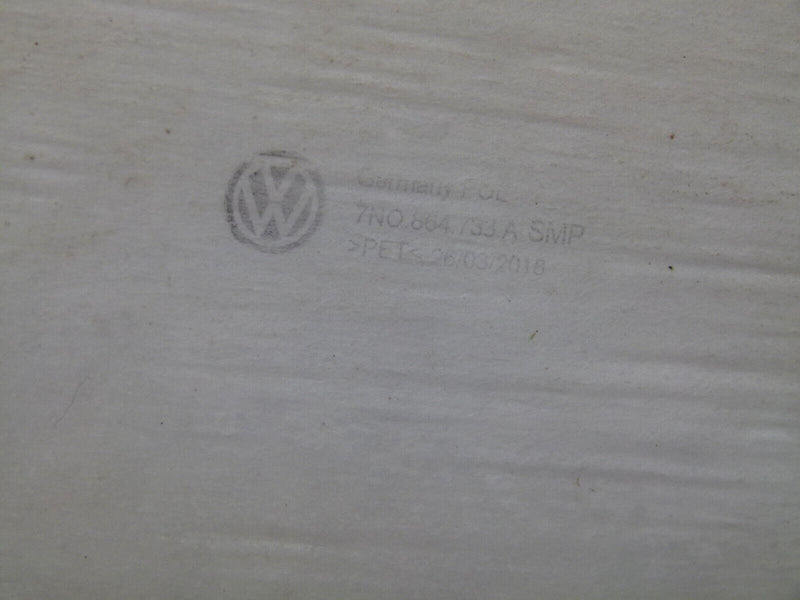 Germany POL
7N0.864.733.A SMP
>PET< 26/03/2018